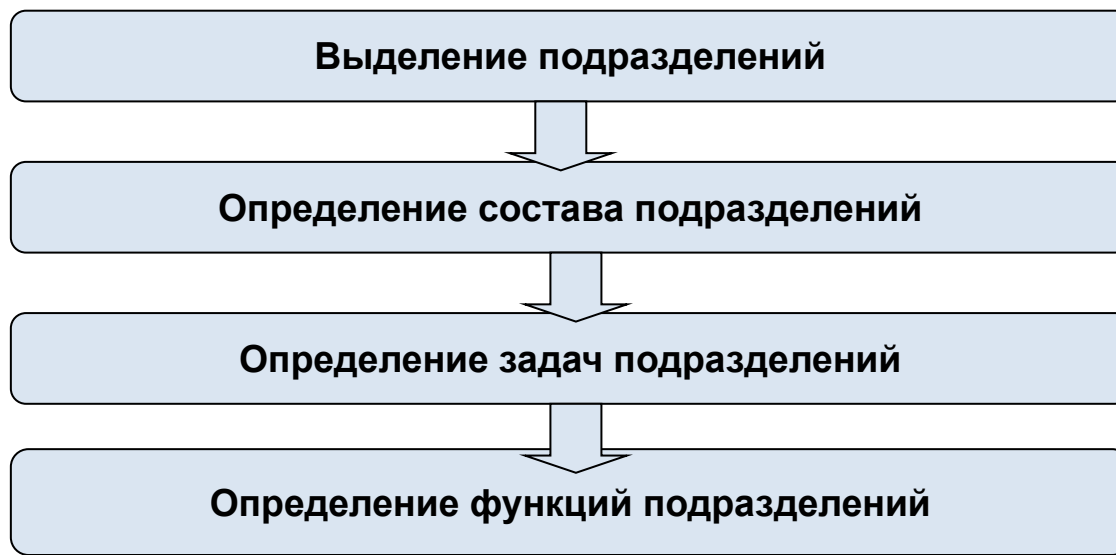 Выделение подразделений
Определение состава подразделений
Определение задач подразделений
Определение функций подразделений